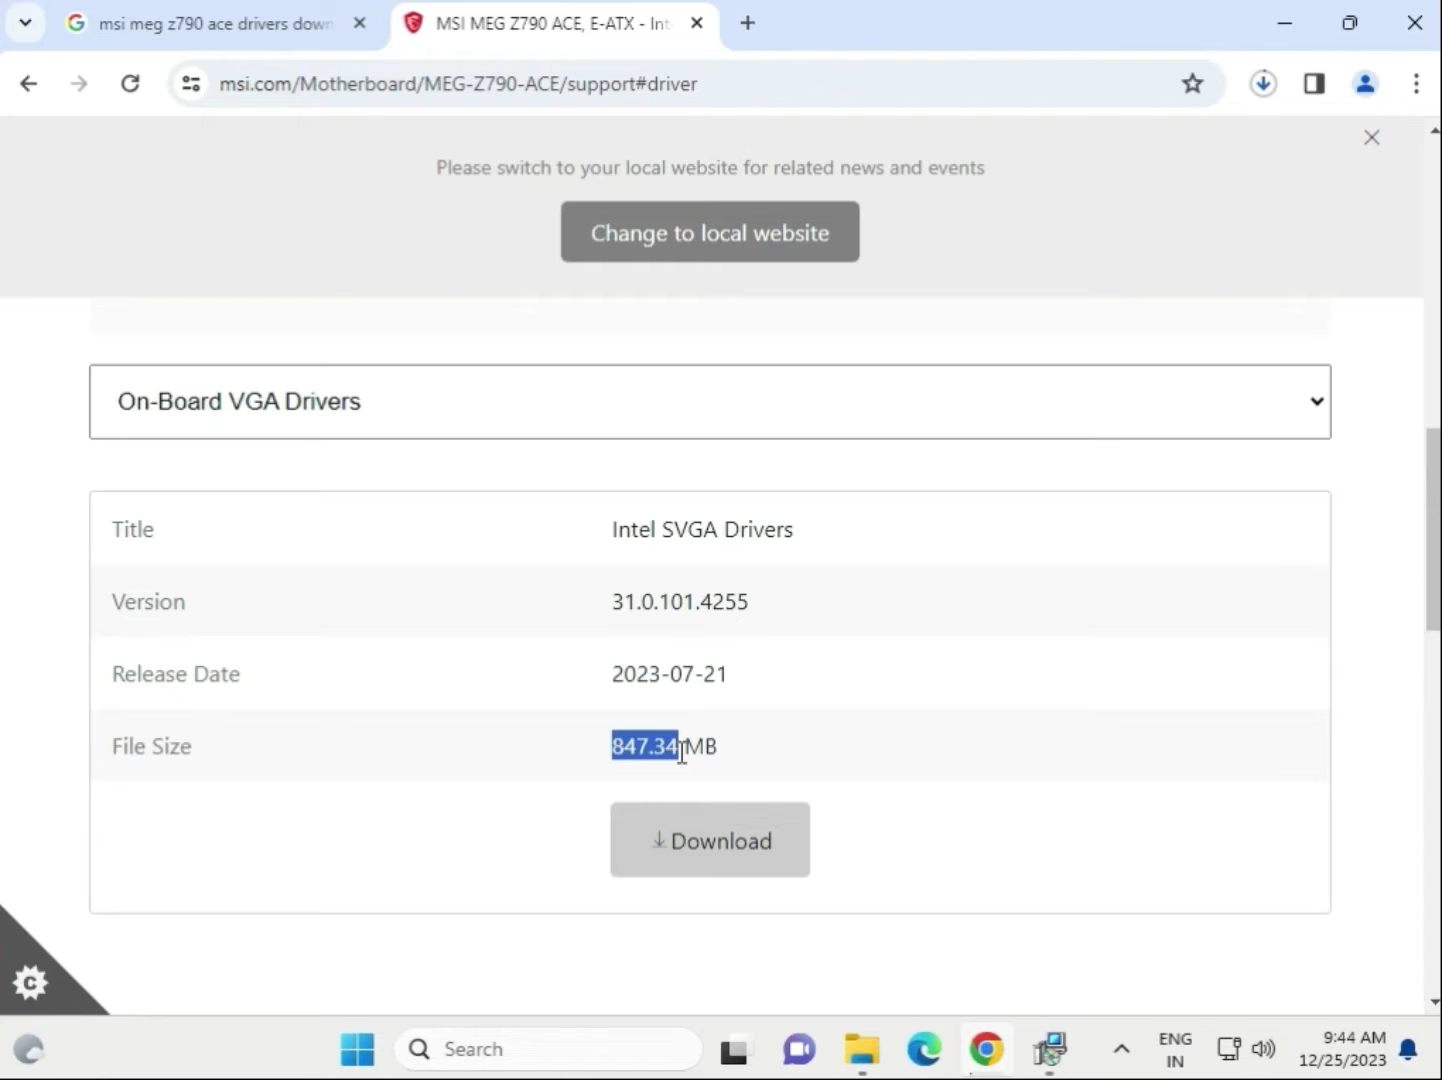 msi meg z790 ace drivers down
MSI MEG Z790 ACE, E-ATX - Int
msi.com/Motherboard/MEG-Z790-ACE/support#driver
Please switch to your local website for related news and events
Change to local website
On-Board VGA Drivers
Title Intel SVGA Drivers
Version 31.0.101.4255
Release Date 2023-07-21
File Size 847.34 MB
Download
Search
ENG
IN
9:44 AM
12/25/2023